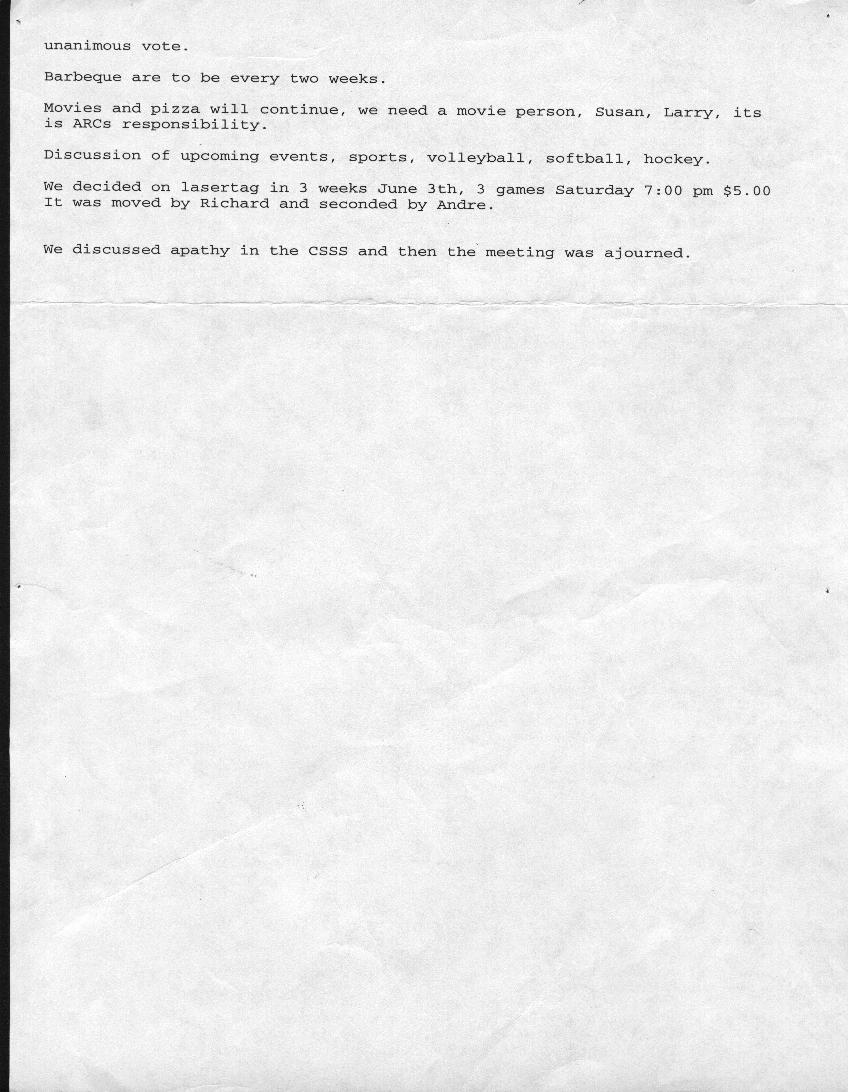 unanimous vote.
Barbeque are to be every two weeks.
Movies and pizza will continue, we need a movie person, Susan, Larry, its
is ARCs responsibility.
Discussion of upcoming events, sports, volleyball, softball, hockey.
We decided on lasertag in 3 weeks June 3th, 3 games Saturday 7:00 pm $5.00
It was moved by Richard and seconded by Andre.
We discussed apathy in the CSSS and then the meeting was ajourned.